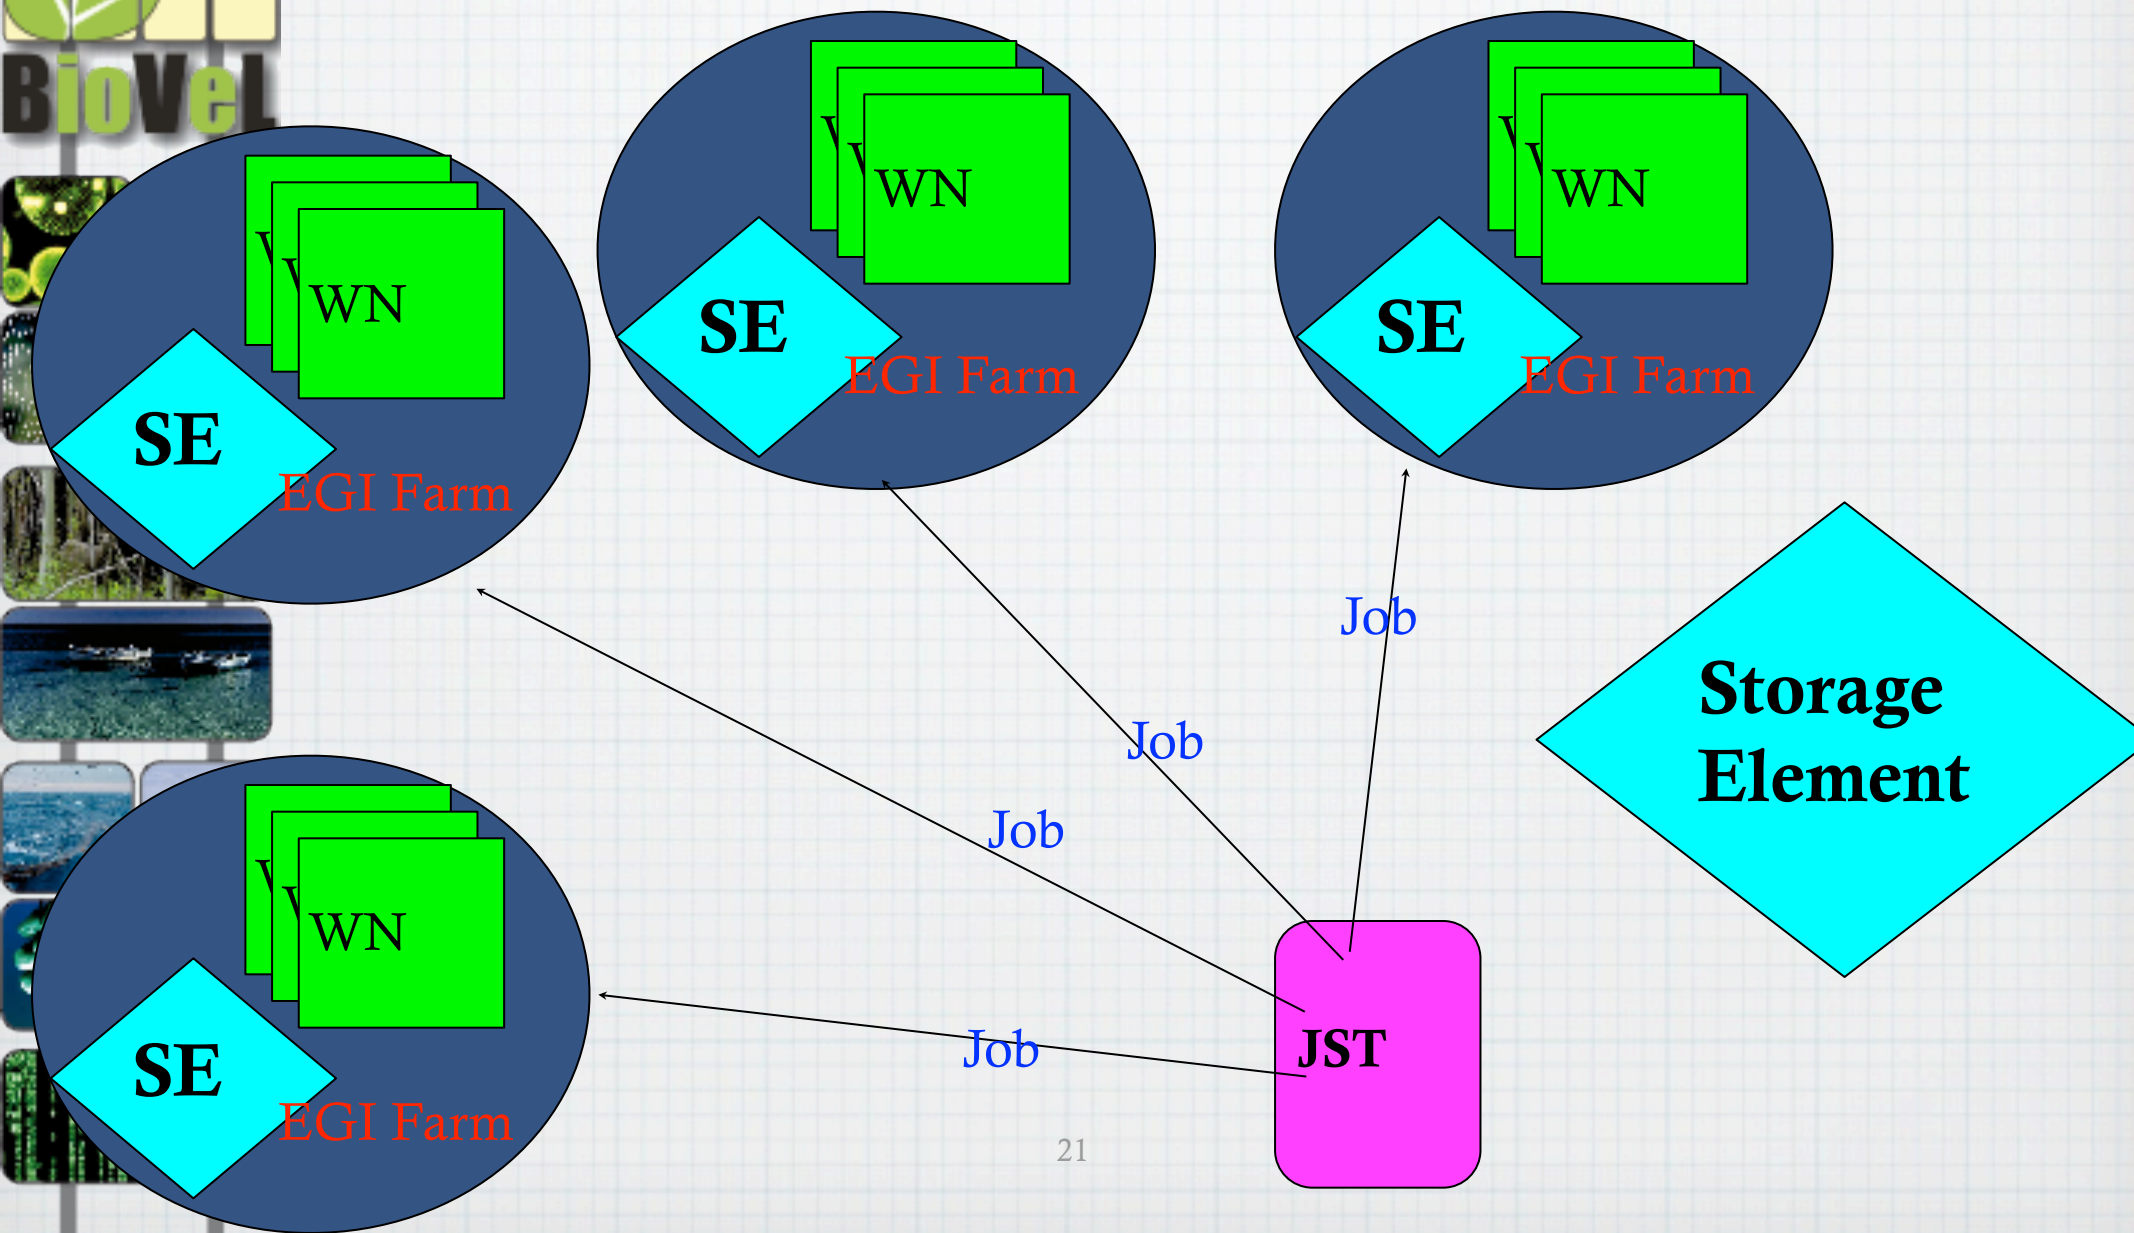 BioVeL
WN
SE
EGI Farm
WN
SE
EGI Farm
WN
SE
EGI Farm
Job
Job
Job
Job
Storage
Element
WN
SE
EGI Farm
JST
21